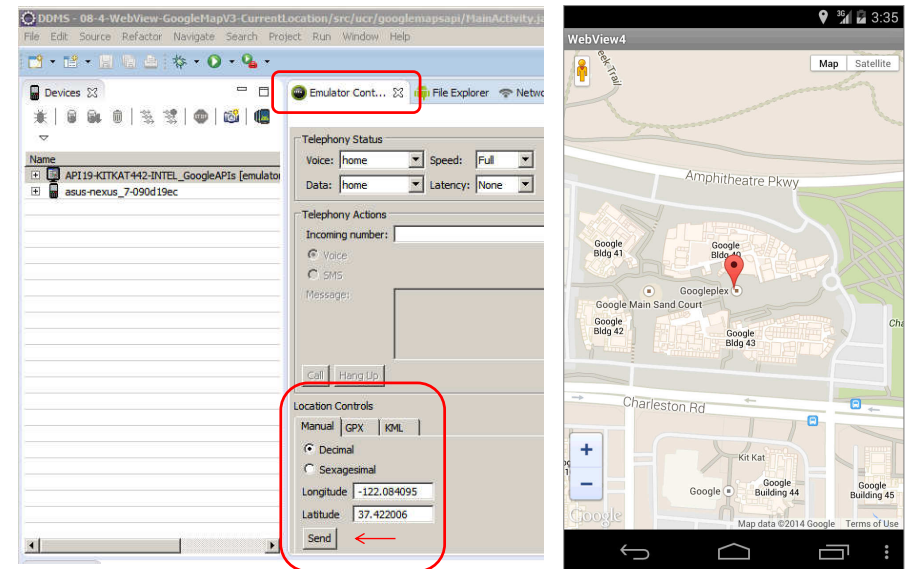 DDMS - 08-4-WebView-GoogleMapV3-CurrentLocation/src/ucr/googlemapsapi/MainActivity.ja
File Edit Source Refactor Navigate Search Project Run Window Help
Devices
Name
API19-KITKAT442-INTEL_GoogleAPIs [emulator
asus-nexus_7-090d19ec
Emulator Cont... File Explorer Netwo
Telephony Status
Voice: home Speed: Full
Data: home Latency: None
Telephony Actions
Incoming number:
Voice
SMS
Message:
Call Hang Up
Location Controls
Manual GPX KML
Decimal
Sexagesimal
Longitude -122.084095
Latitude 37.422006
Send
3G 3:35
WebView4
Map Satellite
eek Trail
Amphitheatre Pkwy
Google
Bldg 41
Google
Bldg 40
Googleplex
Google Main Sand Court
Google
Bldg 42
Google
Bldg 43
Cha
Charleston Rd
+
Kit Kat
−
Google
Google
Building 44
Google
Building 45
Google
Map data ©2014 Google Terms of Use